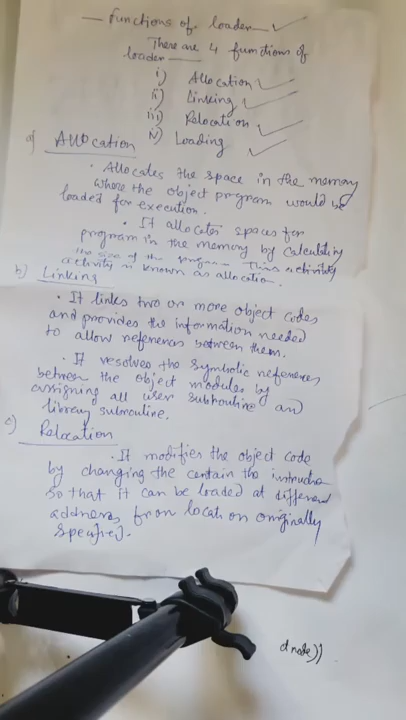 — Functions of loader —
There are 4 functions of
loader —
i) Allocation
ii) Linking
iii) Relocation
iv) Loading
a) Allocation
• Allocates the space in the memory
where the object program would be
loaded for execution.
• It allocates spaces for
program in the memory by calculating
the size of the program. This activity
activity is known as allocation.
b) Linking
• It links two or more object codes
and provides the information needed
to allow references between them.
• It resolves the symbolic references
between the object modules by
assigning all user subroutine and
library subroutine.
c) Relocation
• It modifies the object code
by changing the certain the instruction
so that it can be loaded at different
address, from location originally
specified.
d node))